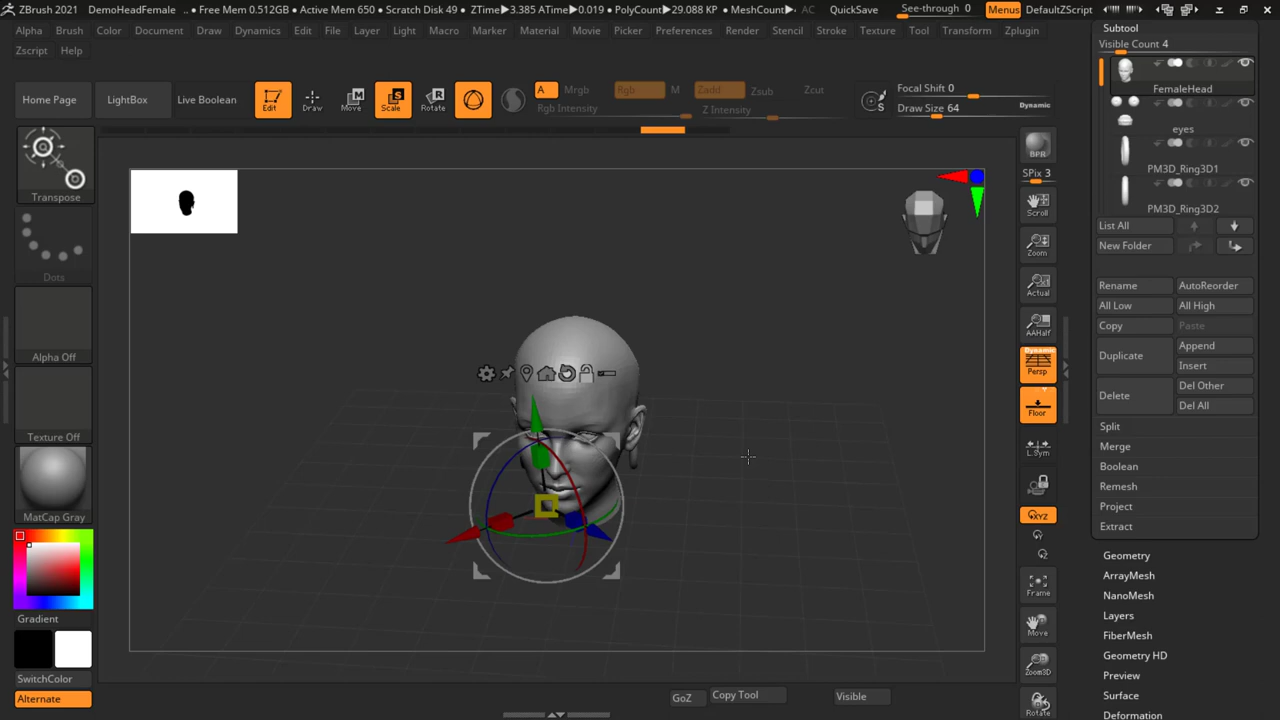 ZBrush 2021 DemoHeadFemale .. • Free Mem 0.512GB • Active Mem 650 • Scratch Disk 49 • ZTime▸3.385 ATime▸0.019 • PolyCount▸29.088 KP • MeshCount▸ AC QuickSave See-through 0 Menus DefaultZScript
Alpha Brush Color Document Draw Dynamics Edit File Layer Light Macro Marker Material Movie Picker Preferences Render Stencil Stroke Texture Tool Transform Zplugin
Zscript Help
Home Page LightBox Live Boolean Edit Draw Move Scale Rotate A Mrgb Rgb M Zadd Zsub Zcut Focal Shift 0
Rgb Intensity Z Intensity Draw Size 64 Dynamic
Transpose
Dots
Alpha Off
Texture Off
MatCap Gray
Gradient
SwitchColor
Alternate
BPR
SPix 3
Scroll
Zoom
Actual
AAHalf
Dynamic
Persp
Floor
L.Sym
XYZ
Frame
Move
Zoom3D
Rotate
Subtool
Visible Count 4
FemaleHead
eyes
PM3D_Ring3D1
PM3D_Ring3D2
List All
New Folder
Rename AutoReorder
All Low All High
Copy Paste
Duplicate Append
Insert
Delete Del Other
Del All
Split
Merge
Boolean
Remesh
Project
Extract
Geometry
ArrayMesh
NanoMesh
Layers
FiberMesh
Geometry HD
Preview
Surface
Deformation
GoZ Copy Tool Visible